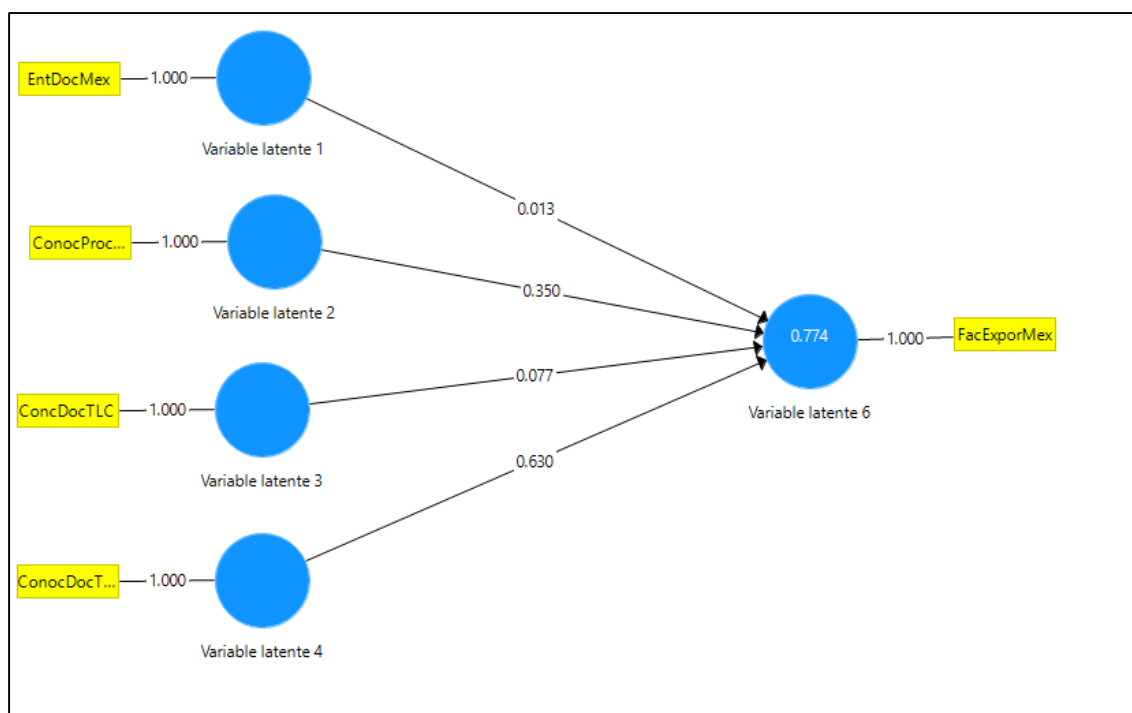 EntDocMex
1.000
Variable latente 1
0.013
ConocProc...
1.000
Variable latente 2
0.350
0.774
1.000
FacExporMex
Variable latente 6
ConcDocTLC
1.000
Variable latente 3
0.077
0.630
ConocDocT...
1.000
Variable latente 4